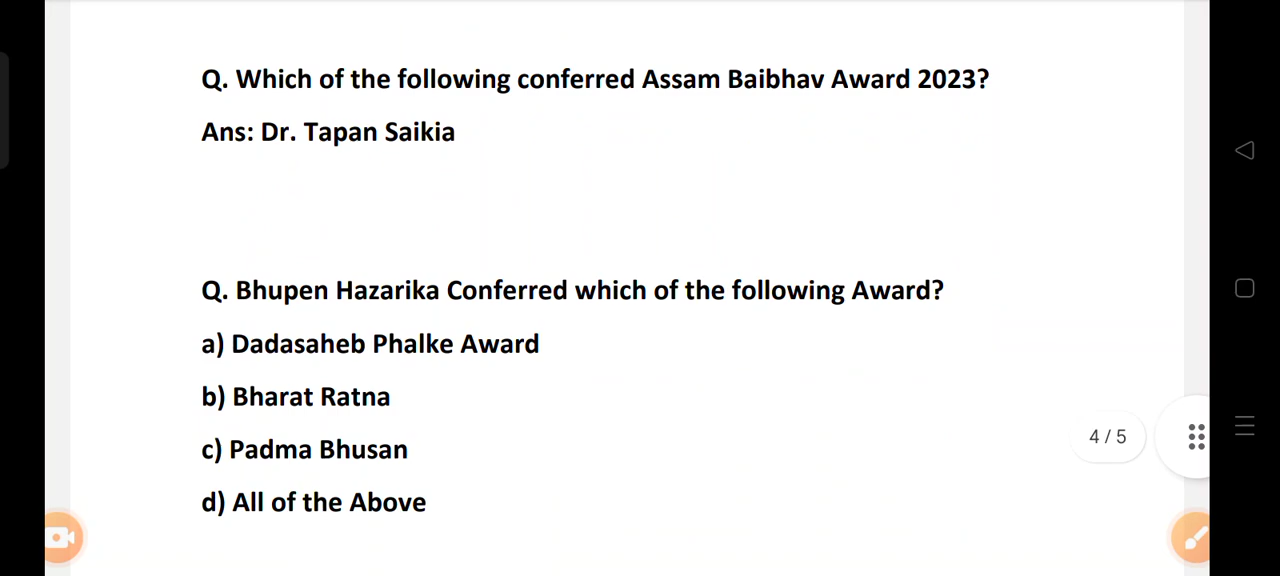 Q. Which of the following conferred Assam Baibhav Award 2023?
Ans: Dr. Tapan Saikia
Q. Bhupen Hazarika Conferred which of the following Award?
a) Dadasaheb Phalke Award
b) Bharat Ratna
c) Padma Bhusan
4 / 5
d) All of the Above